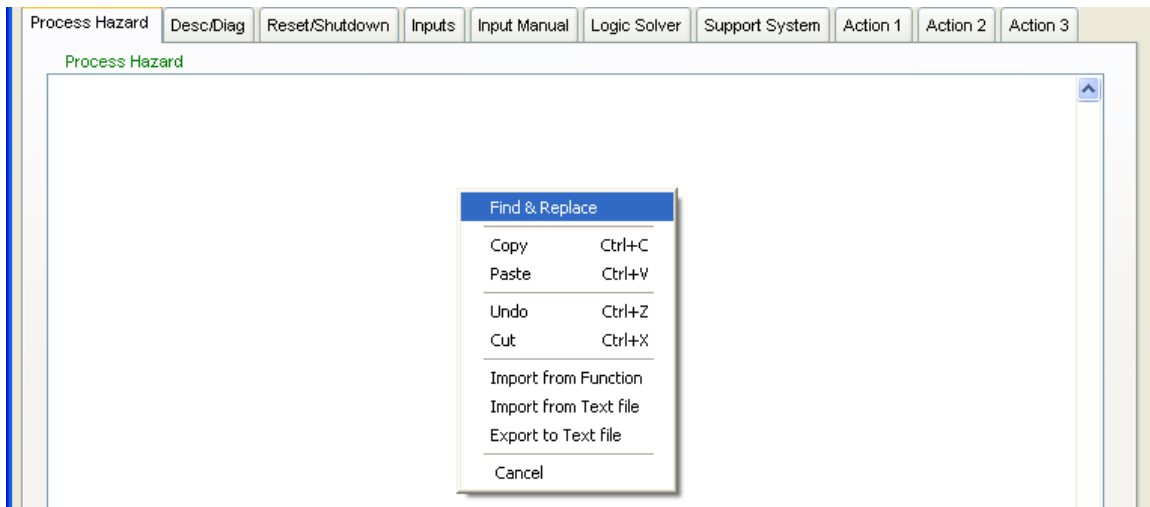 Process Hazard Desc/Diag Reset/Shutdown Inputs Input Manual Logic Solver Support System Action 1 Action 2 Action 3
Process Hazard
Find & Replace
Copy Ctrl+C
Paste Ctrl+V
Undo Ctrl+Z
Cut Ctrl+X
Import from Function
Import from Text file
Export to Text file
Cancel